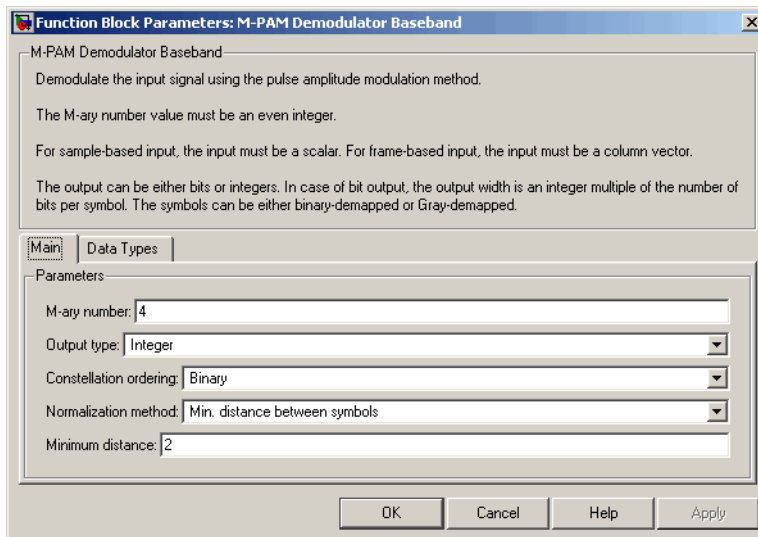 Function Block Parameters: M-PAM Demodulator Baseband
M-PAM Demodulator Baseband
Demodulate the input signal using the pulse amplitude modulation method.
The M-ary number value must be an even integer.
For sample-based input, the input must be a scalar. For frame-based input, the input must be a column vector.
The output can be either bits or integers. In case of bit output, the output width is an integer multiple of the number of
bits per symbol. The symbols can be either binary-demapped or Gray-demapped.
Main Data Types
Parameters
M-ary number: 4
Output type: Integer
Constellation ordering: Binary
Normalization method: Min. distance between symbols
Minimum distance: 2
OK Cancel Help Apply